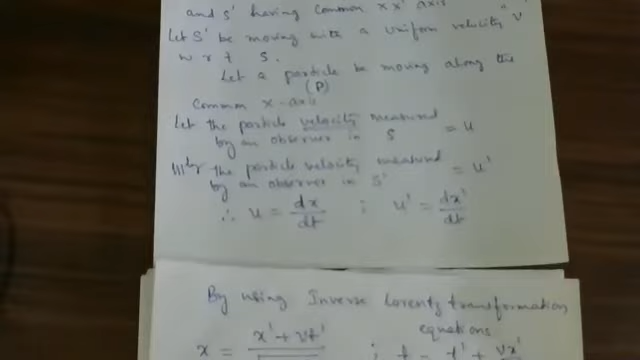 and S' having common x x' axis
Let S' be moving with a uniform velocity "v"
w r t S.
Let a particle be moving along the
(P)
common x-axis
Let the particle velocity measured
by an observer in S = u
|||ly the particle velocity measured
by an observer in S' = u'
∴ u = dx/dt ; u' = dx'/dt
By using Inverse Lorentz transformation
equations
x = x' + vt' ; t = t' + vx'